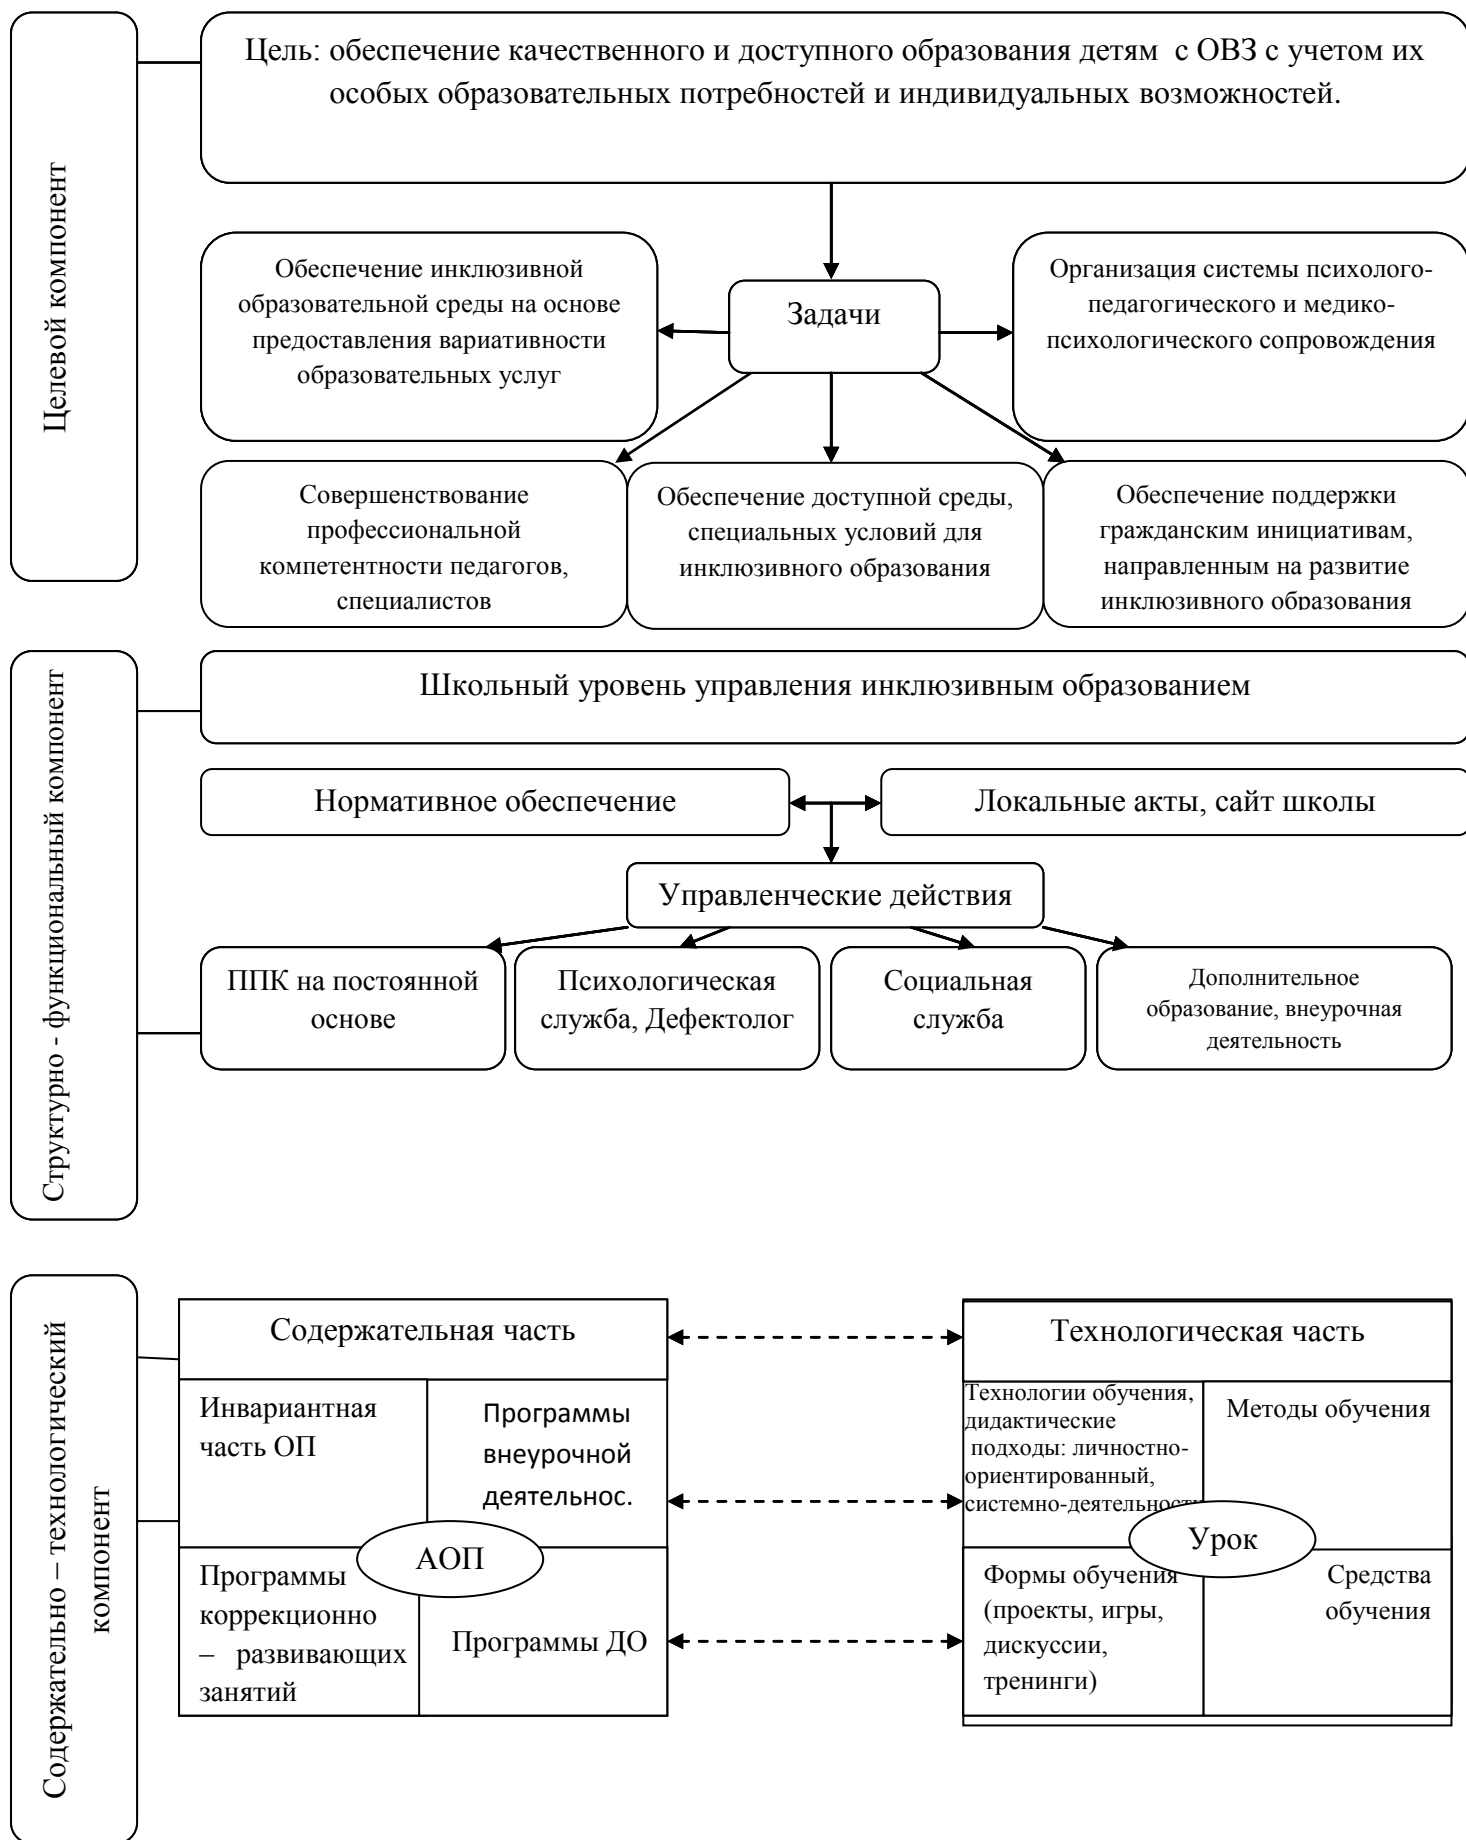 Целевой компонент
Цель: обеспечение качественного и доступного образования детям с ОВЗ с учетом их
особых образовательных потребностей и индивидуальных возможностей.
Обеспечение инклюзивной
образовательной среды на основе
предоставления вариативности
образовательных услуг
Задачи
Организация системы психолого-
педагогического и медико-
психологического сопровождения
Совершенствование
профессиональной
компетентности педагогов,
специалистов
Обеспечение доступной среды,
специальных условий для
инклюзивного образования
Обеспечение поддержки
гражданским инициативам,
направленным на развитие
инклюзивного образования
Структурно - функциональный компонент
Школьный уровень управления инклюзивным образованием
Нормативное обеспечение
Локальные акты, сайт школы
Управленческие действия
ППК на постоянной
основе
Психологическая
служба, Дефектолог
Социальная
служба
Дополнительное
образование, внеурочная
деятельность
Содержательно – технологический
компонент
Содержательная часть
Инвариантная
часть ОП
Программы
внеурочной
деятельнос.
АОП
Программы
коррекционно
– развивающих
занятий
Программы ДО
Технологическая часть
Технологии обучения,
дидактические
подходы: личностно-
ориентированный,
системно-деятельности
Методы обучения
Урок
Формы обучения
(проекты, игры,
дискуссии,
тренинги)
Средства
обучения